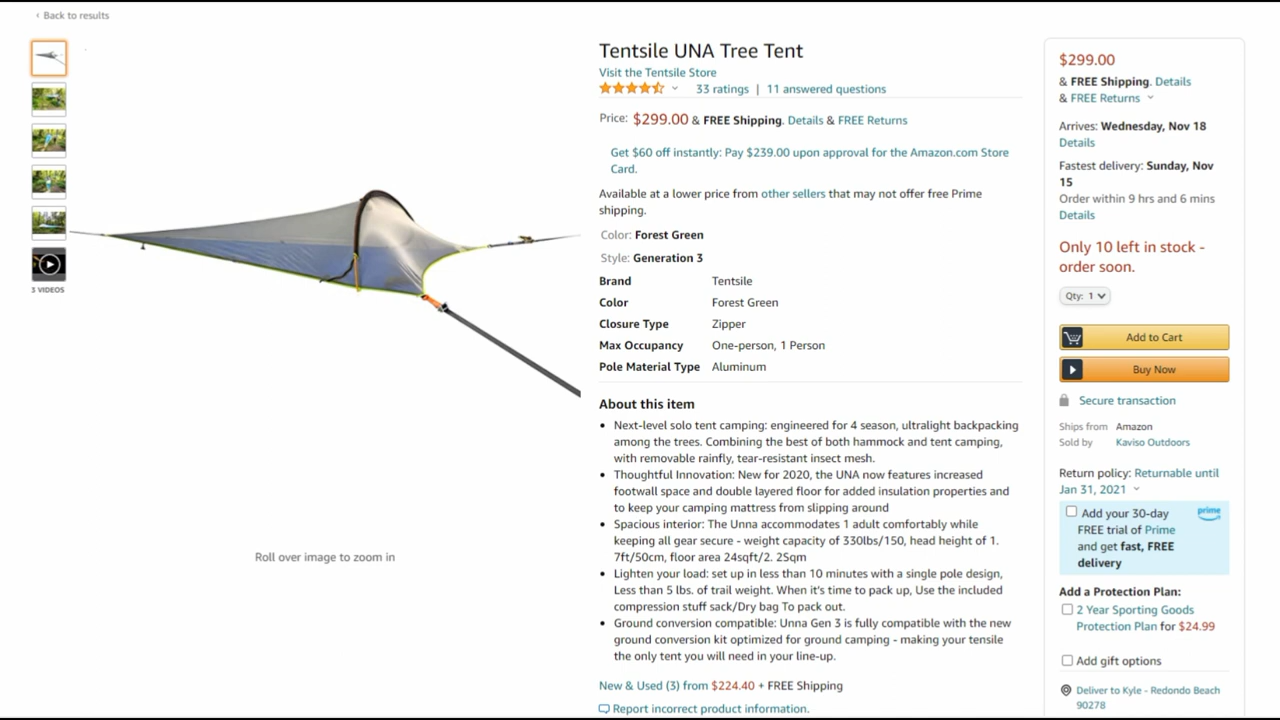 ‹ Back to results
3 VIDEOS
Roll over image to zoom in
Tentsile UNA Tree Tent
Visit the Tentsile Store
33 ratings | 11 answered questions
Price: $299.00 & FREE Shipping. Details & FREE Returns
Get $60 off instantly: Pay $239.00 upon approval for the Amazon.com Store
Card.
Available at a lower price from other sellers that may not offer free Prime
shipping.
Color: Forest Green
Style: Generation 3
Brand Tentsile
Color Forest Green
Closure Type Zipper
Max Occupancy One-person, 1 Person
Pole Material Type Aluminum
About this item
• Next-level solo tent camping: engineered for 4 season, ultralight backpacking
among the trees. Combining the best of both hammock and tent camping,
with removable rainfly, tear-resistant insect mesh.
• Thoughtful Innovation: New for 2020, the UNA now features increased
footwall space and double layered floor for added insulation properties and
to keep your camping mattress from slipping around
• Spacious interior: The Unna accommodates 1 adult comfortably while
keeping all gear secure - weight capacity of 330lbs/150, head height of 1.
7ft/50cm, floor area 24sqft/2. 2Sqm
• Lighten your load: set up in less than 10 minutes with a single pole design,
Less than 5 lbs. of trail weight. When it's time to pack up, Use the included
compression stuff sack/Dry bag To pack out.
• Ground conversion compatible: Unna Gen 3 is fully compatible with the new
ground conversion kit optimized for ground camping - making your tensile
the only tent you will need in your line-up.
New & Used (3) from $224.40 + FREE Shipping
Report incorrect product information.
$299.00
& FREE Shipping. Details
& FREE Returns
Arrives: Wednesday, Nov 18
Details
Fastest delivery: Sunday, Nov
15
Order within 9 hrs and 6 mins
Details
Only 10 left in stock -
order soon.
Qty: 1
Add to Cart
Buy Now
Secure transaction
Ships from Amazon
Sold by Kaviso Outdoors
Return policy: Returnable until
Jan 31, 2021
Add your 30-day prime
FREE trial of Prime
and get fast, FREE
delivery
Add a Protection Plan:
2 Year Sporting Goods
Protection Plan for $24.99
Add gift options
Deliver to Kyle - Redondo Beach
90278